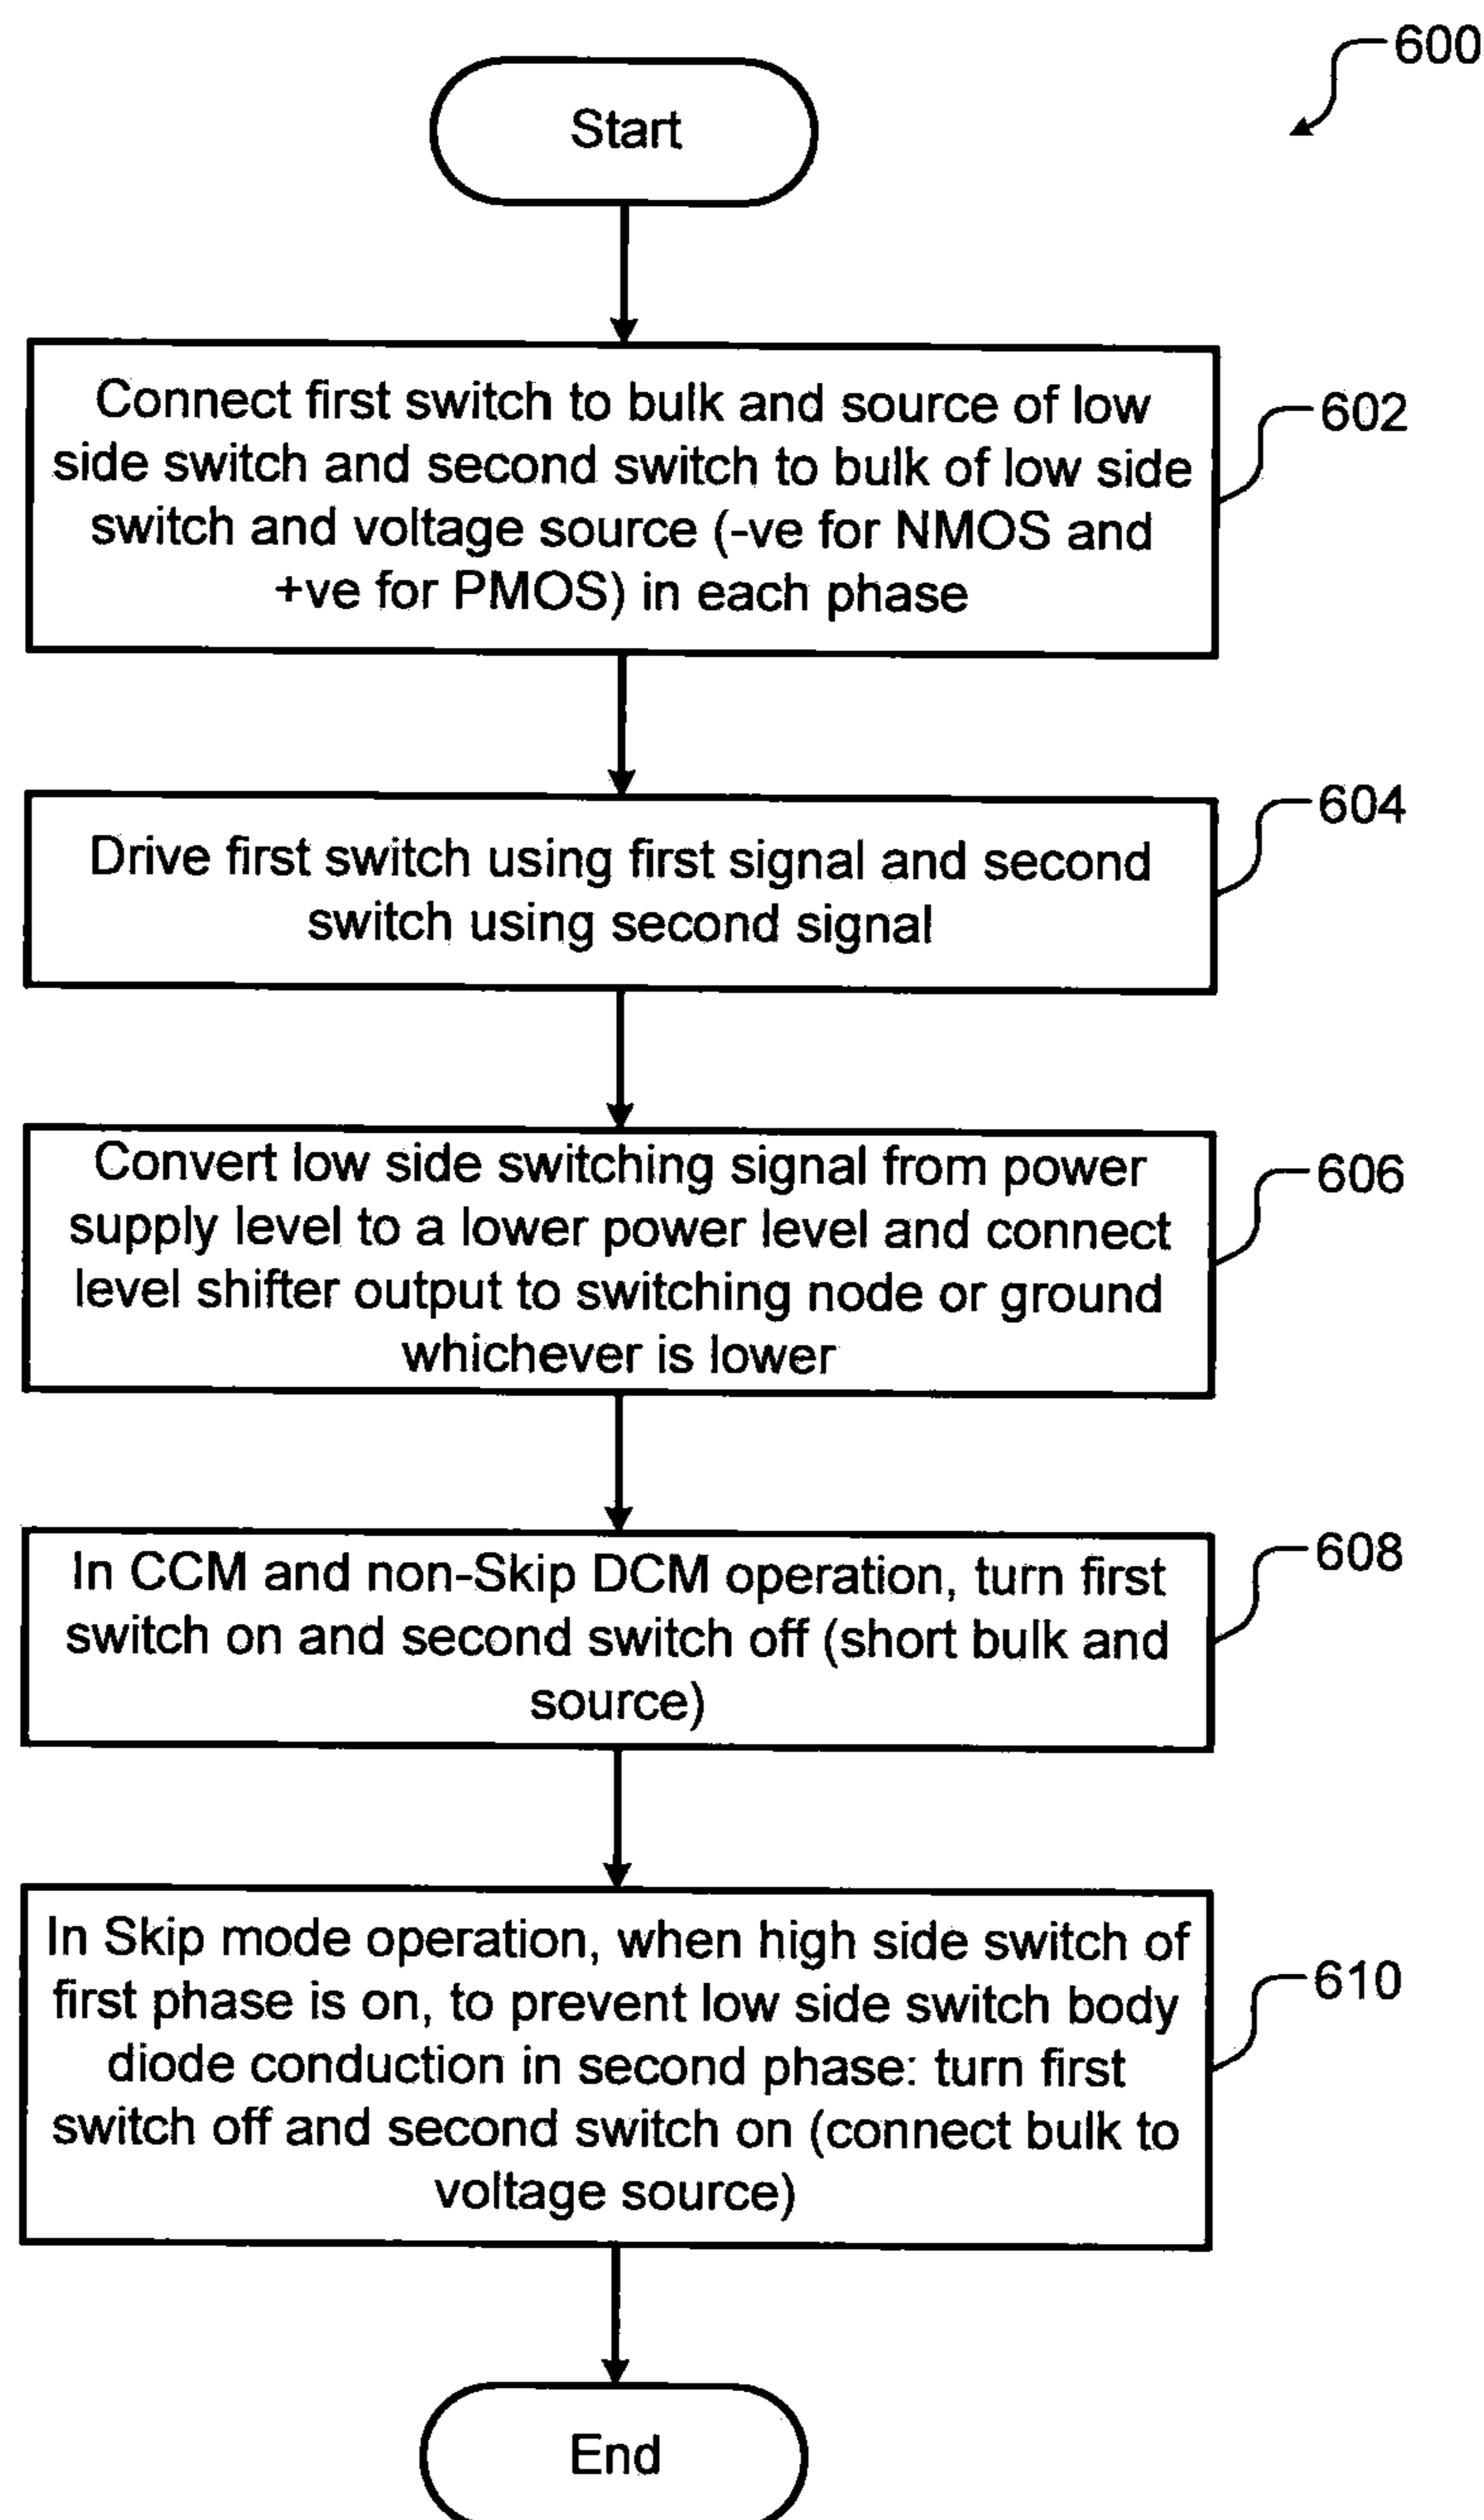 600
Start
Connect first switch to bulk and source of low
side switch and second switch to bulk of low side
switch and voltage source (-ve for NMOS and
+ve for PMOS) in each phase
602
Drive first switch using first signal and second
switch using second signal
604
Convert low side switching signal from power
supply level to a lower power level and connect
level shifter output to switching node or ground
whichever is lower
606
In CCM and non-Skip DCM operation, turn first
switch on and second switch off (short bulk and
source)
608
In Skip mode operation, when high side switch of
first phase is on, to prevent low side switch body
diode conduction in second phase: turn first
switch off and second switch on (connect bulk to
voltage source)
610
End